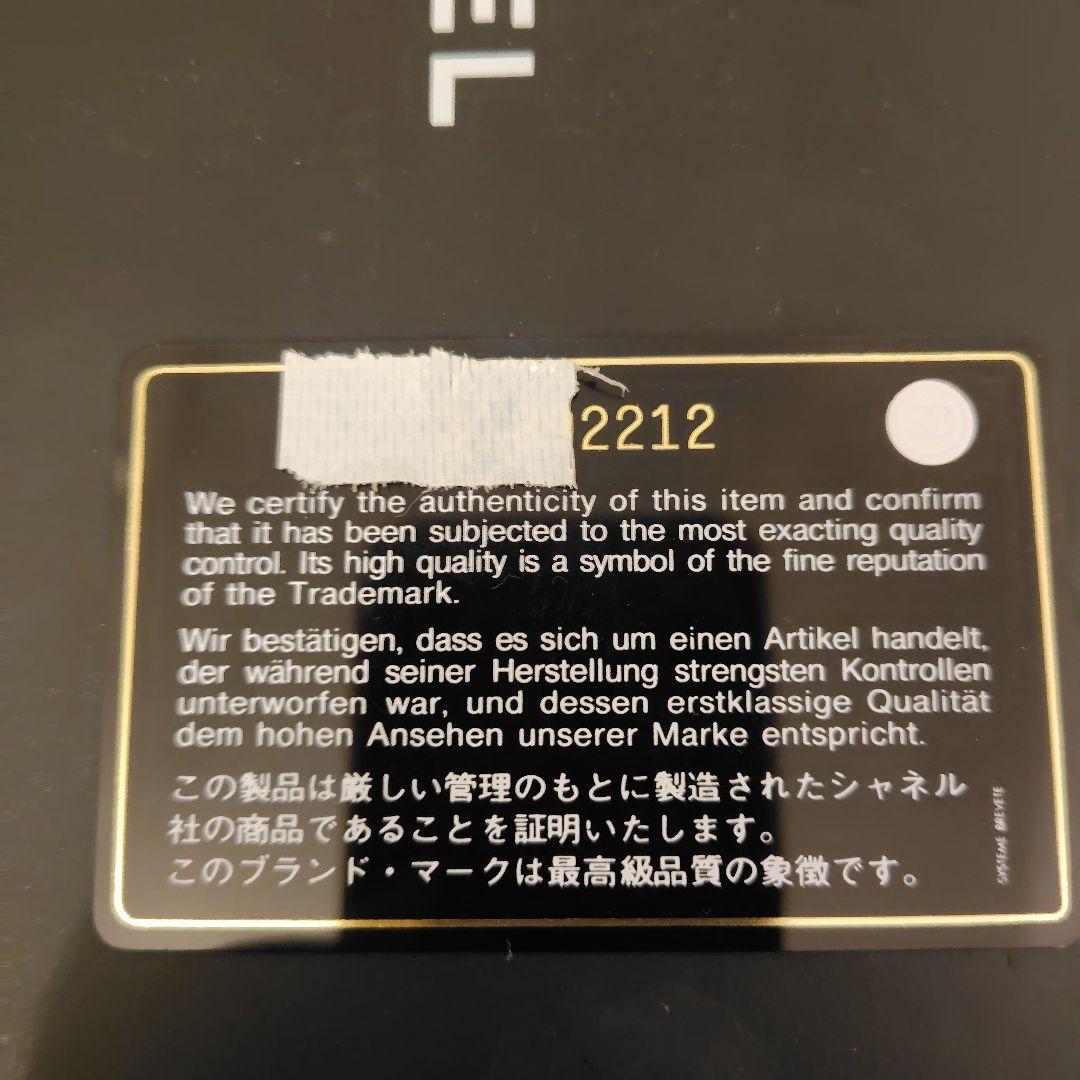 EL
2212
We certify the authenticity of this item and confirm
that it has been subjected to the most exacting quality
control. Its high quality is a symbol of the fine reputation
of the Trademark.
Wir bestätigen, dass es sich um einen Artikel handelt,
der während seiner Herstellung strengsten Kontrollen
unterworfen war, und dessen erstklassige Qualität
dem hohen Ansehen unserer Marke entspricht.
この製品は厳しい管理のもとに製造されたシャネル
社の商品であることを証明いたします。
このブランド・マークは最高級品質の象徴です。
SYSTEME BREVETE